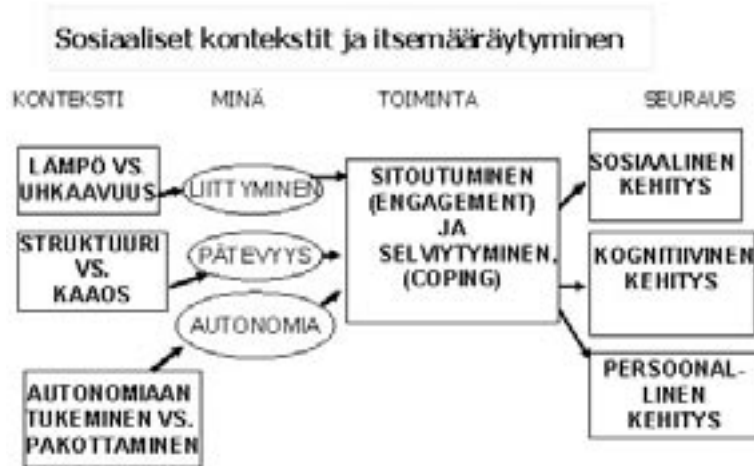 Sosiaaliset kontekstit ja itsemääräytyminen
KONTEKSTI MINÄ TOIMINTA SEURAUS
LÄMPÖ VS.
UHKAAVUUS
LIITTYMINEN
STRUKTUURI
VS.
KAAOS
PÄTEVYYS
AUTONOMIA
AUTONOMIAAN
TUKEMINEN VS.
PAKOTTAMINEN
SITOUTUMINEN
(ENGAGEMENT)
JA
SELVIYTYMINEN,
(COPING)
SOSIAALINEN
KEHITYS
KOGNITIIVINEN
KEHITYS
PERSOONAL-
LINEN
KEHITYS